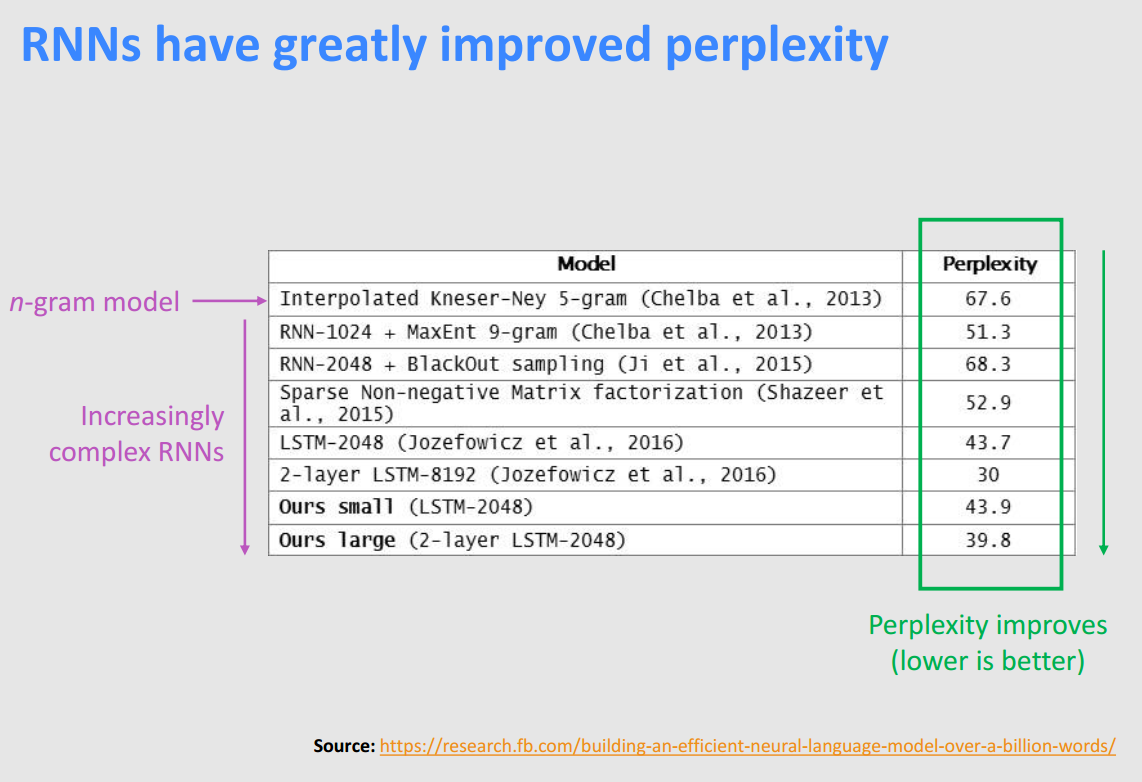 RNNs have greatly improved perplexity
Model Perplexity
n-gram model
Interpolated Kneser-Ney 5-gram (Chelba et al., 2013) 67.6
RNN-1024 + MaxEnt 9-gram (Chelba et al., 2013) 51.3
RNN-2048 + BlackOut sampling (Ji et al., 2015) 68.3
Sparse Non-negative Matrix factorization (Shazeer et
al., 2015) 52.9
LSTM-2048 (Jozefowicz et al., 2016) 43.7
2-layer LSTM-8192 (Jozefowicz et al., 2016) 30
Ours small (LSTM-2048) 43.9
Ours large (2-layer LSTM-2048) 39.8
Increasingly
complex RNNs
Perplexity improves
(lower is better)
Source: https://research.fb.com/building-an-efficient-neural-language-model-over-a-billion-words/